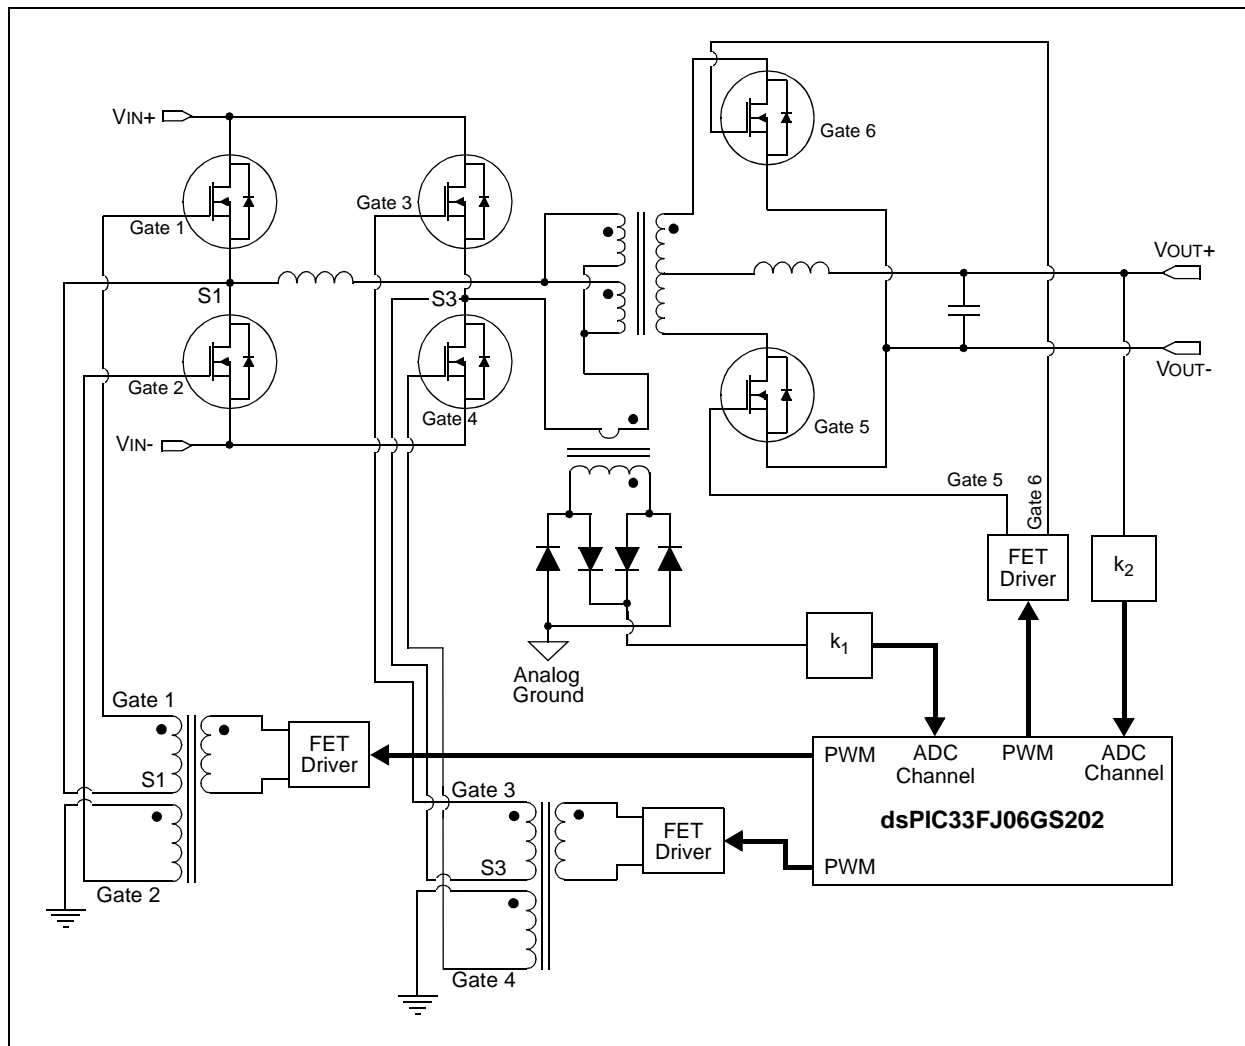 VIN+
Gate 6
Gate 3
Gate 1
VOUT+
S1
S3
VOUT-
Gate 2
Gate 4
Gate 5
VIN-
Gate 5
Gate 6
FET
Driver
k2
k1
Analog
Ground
Gate 1
FET
Driver
S1
Gate 2
PWM
ADC
Channel
PWM
ADC
Channel
dsPIC33FJ06GS202
PWM
Gate 3
FET
Driver
S3
Gate 4